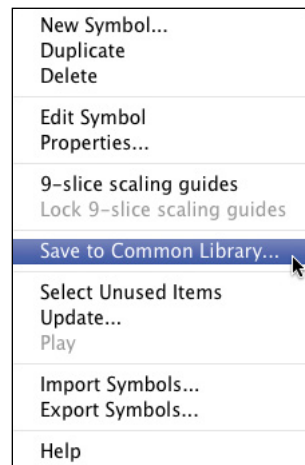 New Symbol...
Duplicate
Delete
Edit Symbol
Properties...
9-slice scaling guides
Lock 9-slice scaling guides
Save to Common Library...
Select Unused Items
Update...
Play
Import Symbols...
Export Symbols...
Help